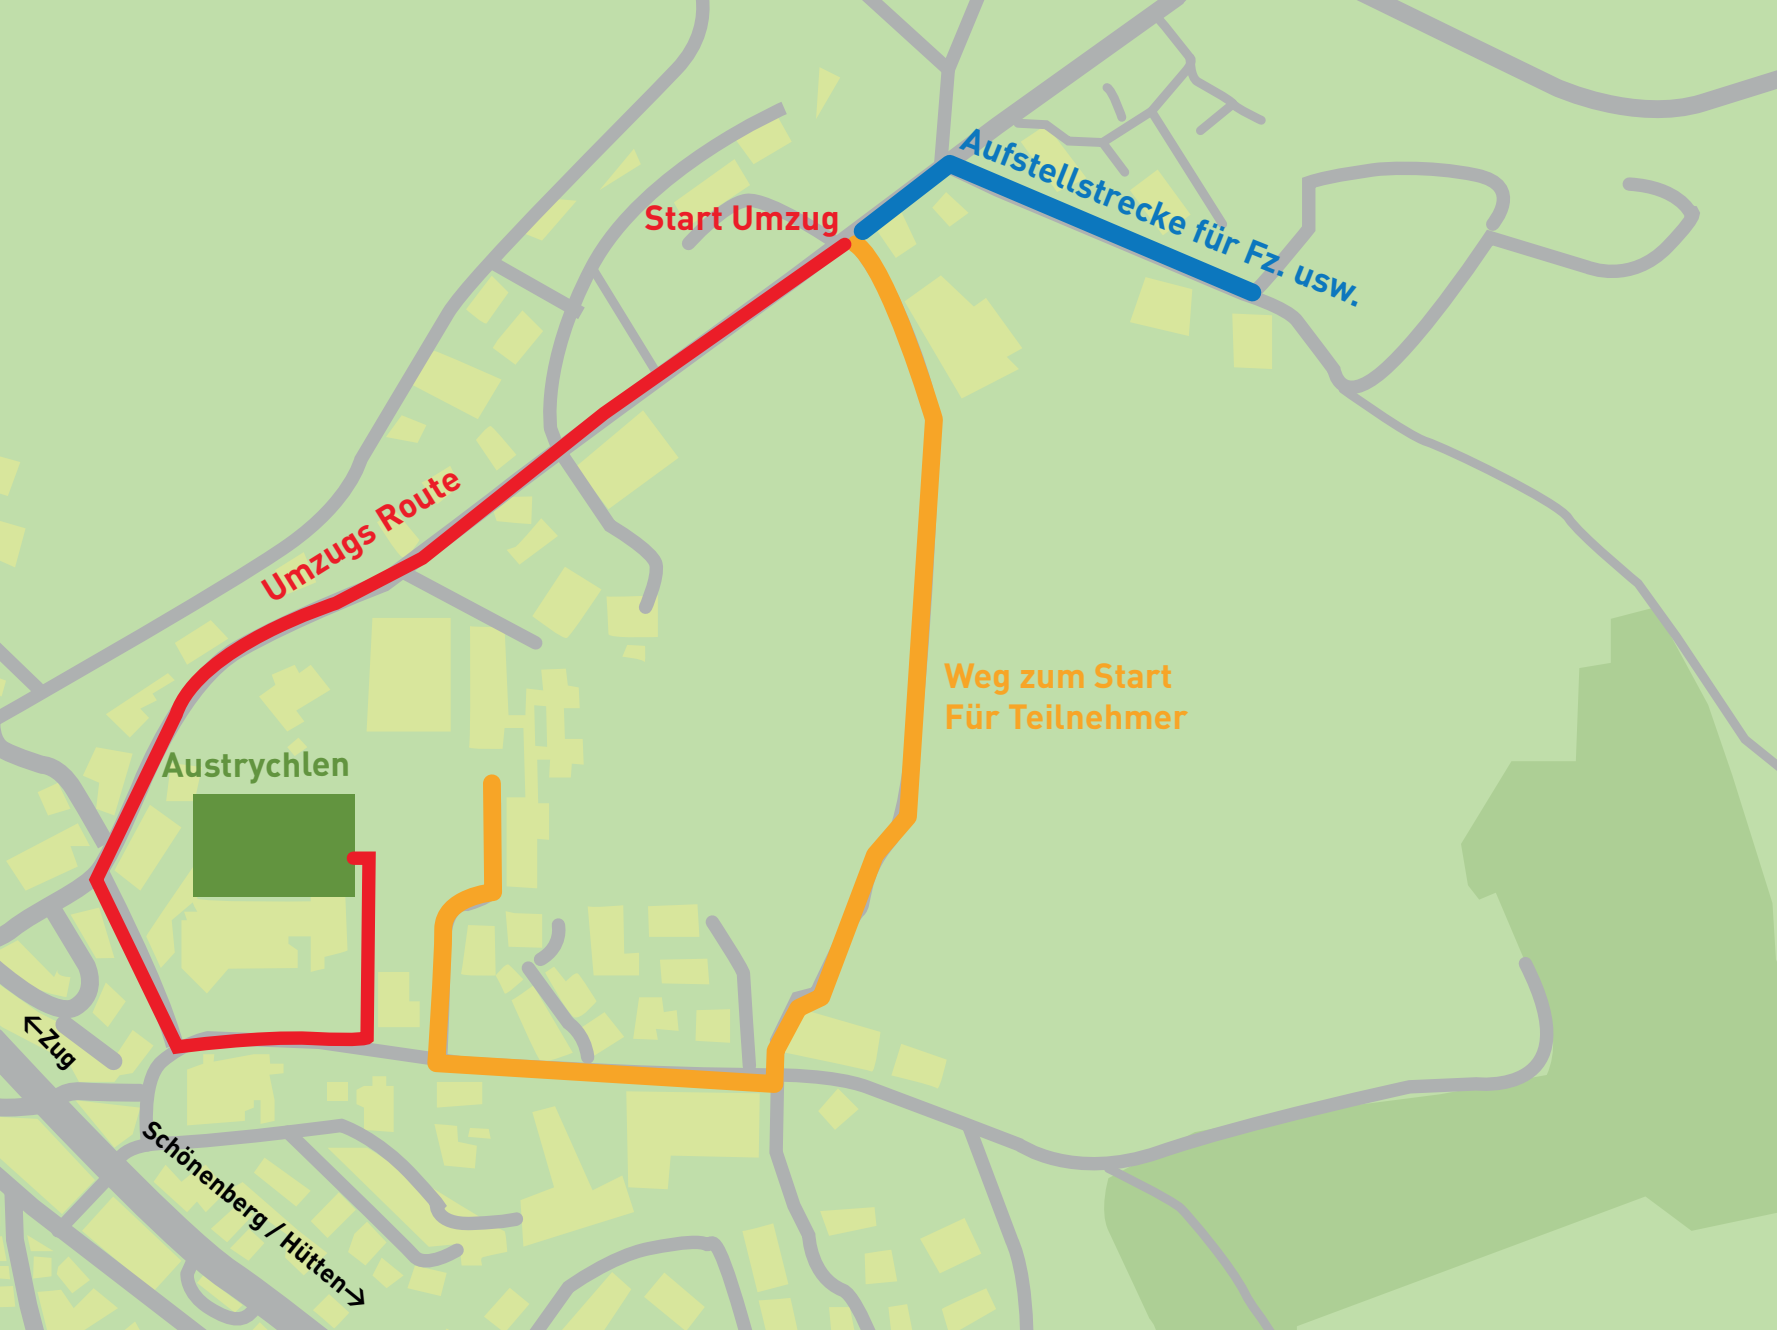 Aufstellstrecke für Fz. usw.
Start Umzug
Umzugs Route
Weg zum Start
Für Teilnehmer
Austrychlen
←Zug
Schönenberg / Hütten→